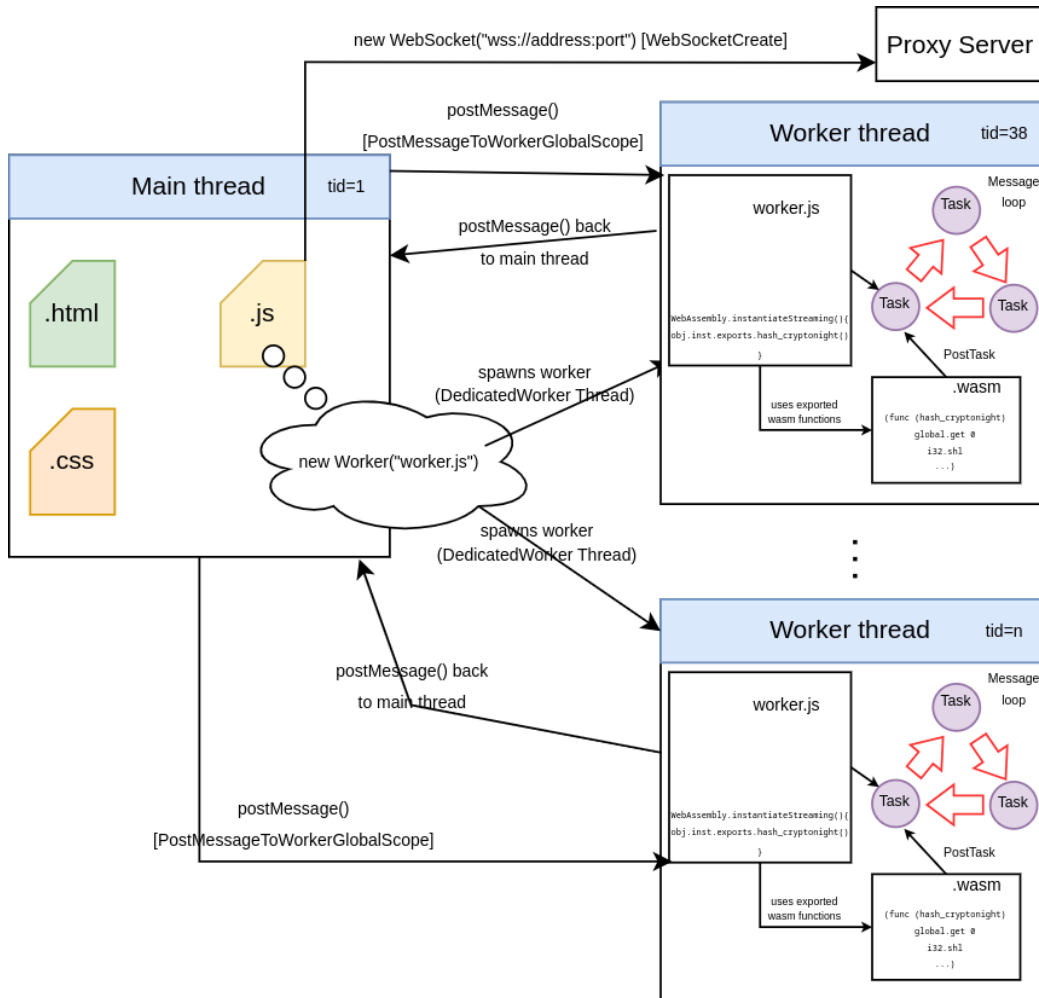 new WebSocket("wss://address:port") [WebSocketCreate]
Proxy Server
postMessage()
[PostMessageToWorkerGlobalScope]
Main thread
tid=1
.html
.js
.css
new Worker("worker.js")
postMessage() back
to main thread
spawns worker
(DedicatedWorker Thread)
Worker thread
tid=38
worker.js
WebAssembly.instantiateStreaming(){
obj.inst.exports.hash_cryptonight()
}
Message
loop
Task
Task
Task
PostTask
uses exported
wasm functions
.wasm
(func (hash_cryptonight)
global.get 0
i32.shl
...)
spawns worker
(DedicatedWorker Thread)
postMessage() back
to main thread
postMessage()
[PostMessageToWorkerGlobalScope]
Worker thread
tid=n
worker.js
WebAssembly.instantiateStreaming(){
obj.inst.exports.hash_cryptonight()
}
Message
loop
Task
Task
Task
PostTask
uses exported
wasm functions
.wasm
(func (hash_cryptonight)
global.get 0
i32.shl
...)